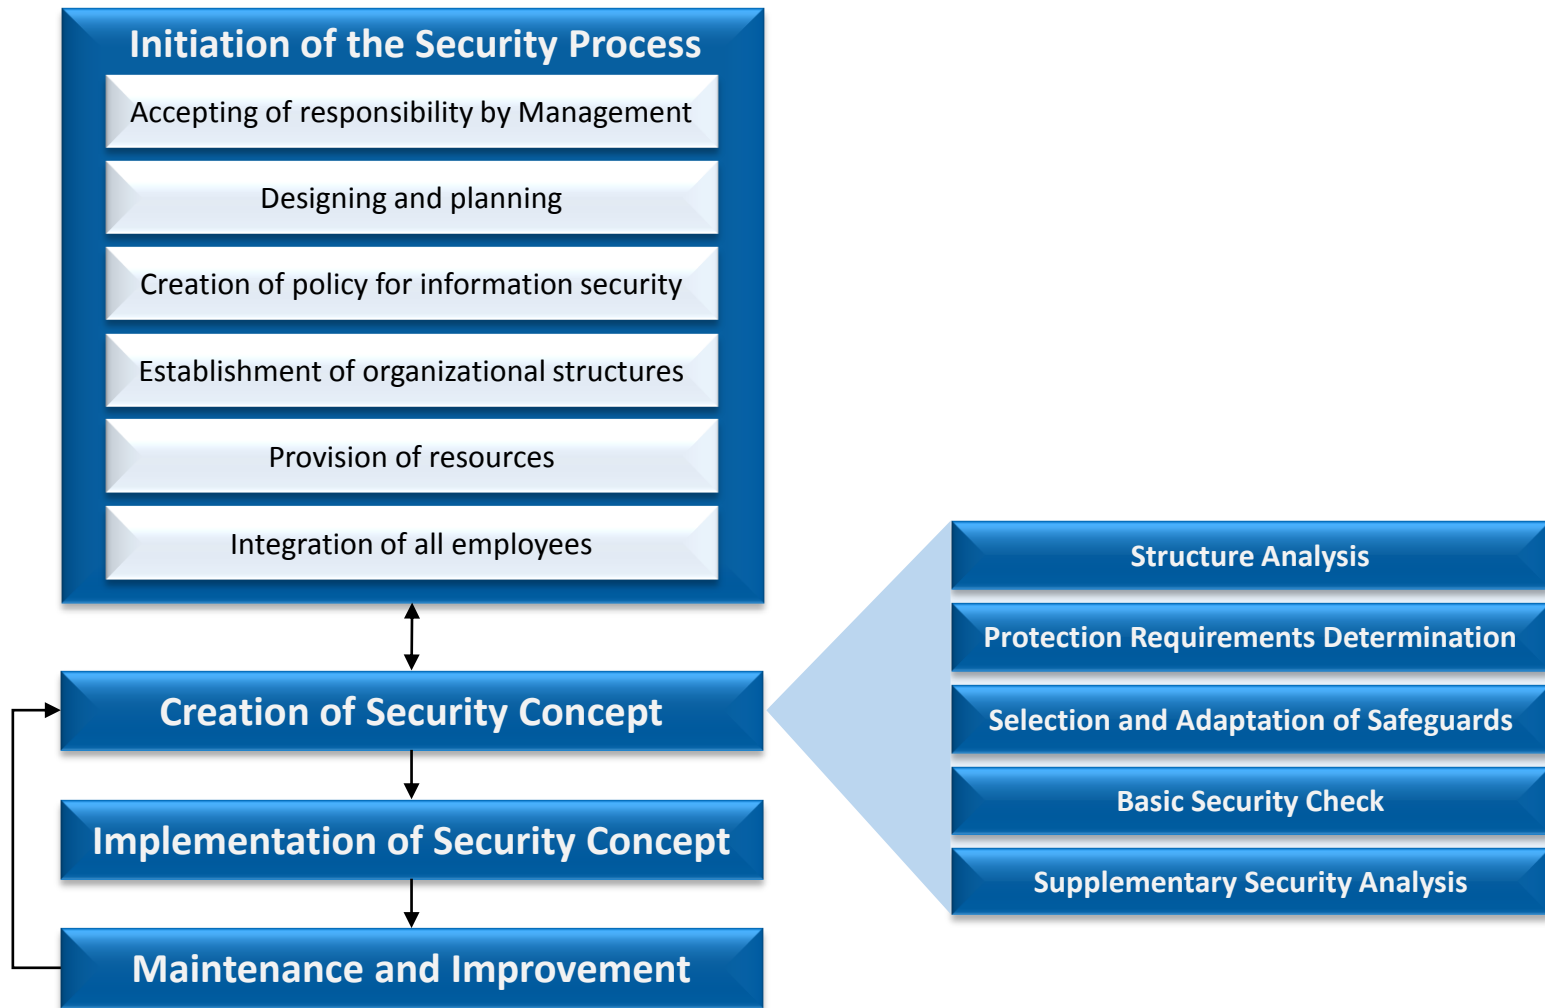 Initiation of the Security Process
Accepting of responsibility by Management
Designing and planning
Creation of policy for information security
Establishment of organizational structures
Provision of resources
Integration of all employees
Creation of Security Concept
Implementation of Security Concept
Maintenance and Improvement
Structure Analysis
Protection Requirements Determination
Selection and Adaptation of Safeguards
Basic Security Check
Supplementary Security Analysis